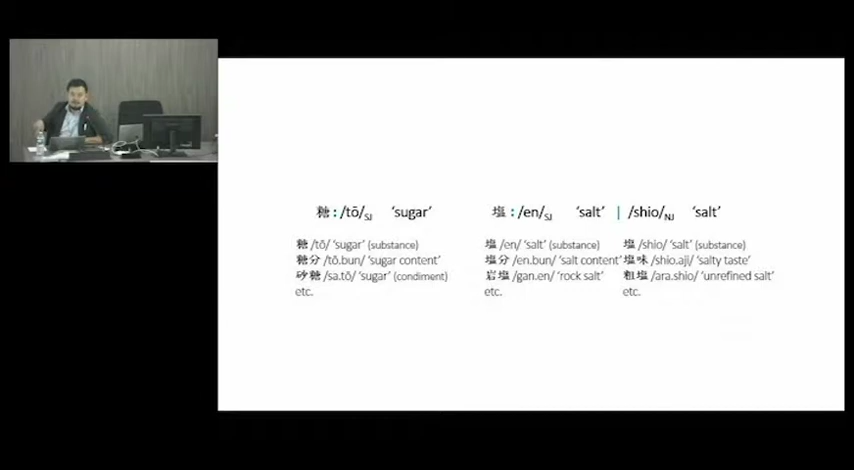 糖 : /tō/SJ ‘sugar’
糖 /tō/ ‘sugar’ (substance)
糖分 /tō.bun/ ‘sugar content’
砂糖 /sa.tō/ ‘sugar’ (condiment)
etc.
塩 : /en/SJ ‘salt’ | /shio/NJ ‘salt’
塩 /en/ ‘salt’ (substance)
塩分 /en.bun/ ‘salt content’
岩塩 /gan.en/ ‘rock salt’
etc.
塩 /shio/ ‘salt’ (substance)
塩味 /shio.aji/ ‘salty taste’
粗塩 /ara.shio/ ‘unrefined salt’
etc.